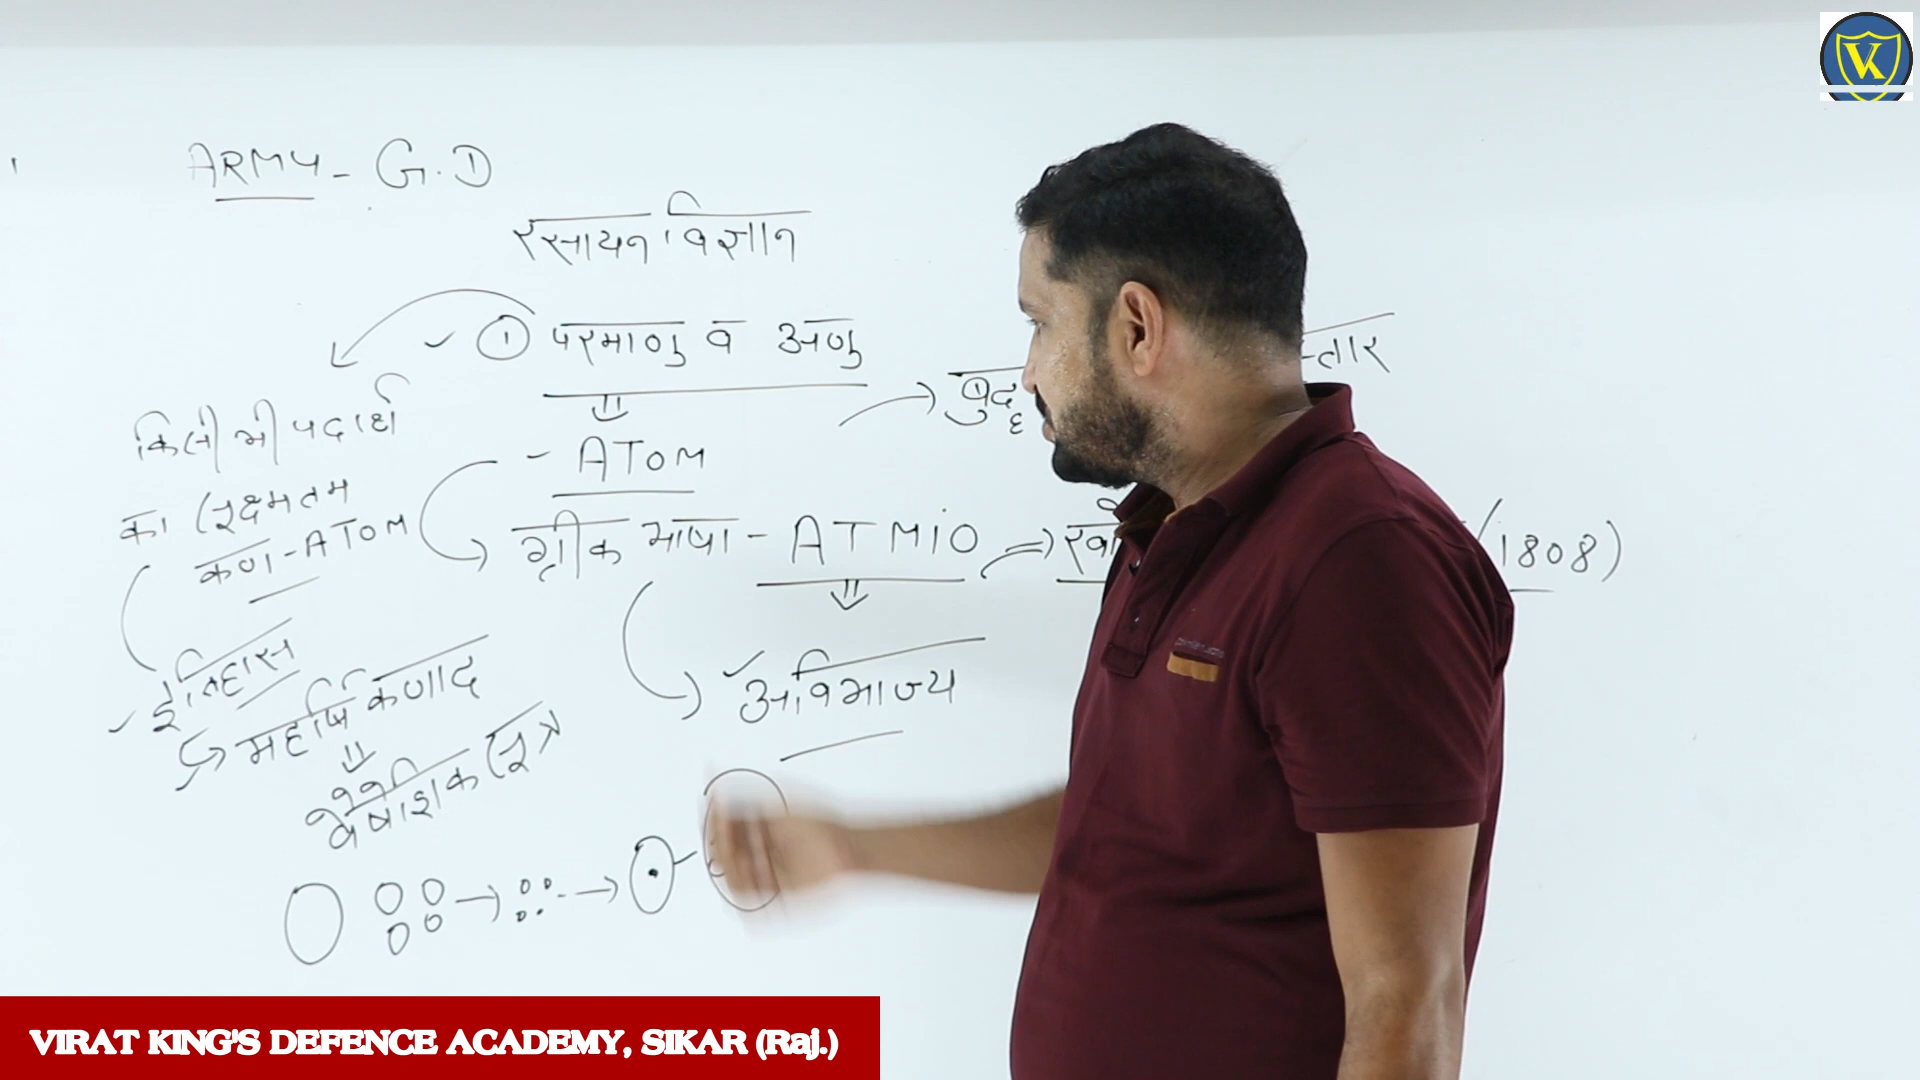 ARMY - G.D
रसायन विज्ञान
① परमाणु व अणु
किसी भी पदार्थ
का सूक्ष्मतम
कण - ATOM
- ATOM
ग्रीक भाषा - ATMiO
(1808)
अविभाज्य
इतिहास
महर्षि कणाद
वैषेशिक सूत्र
VK
VIRAT KING'S DEFENCE ACADEMY, SIKAR (Raj.)